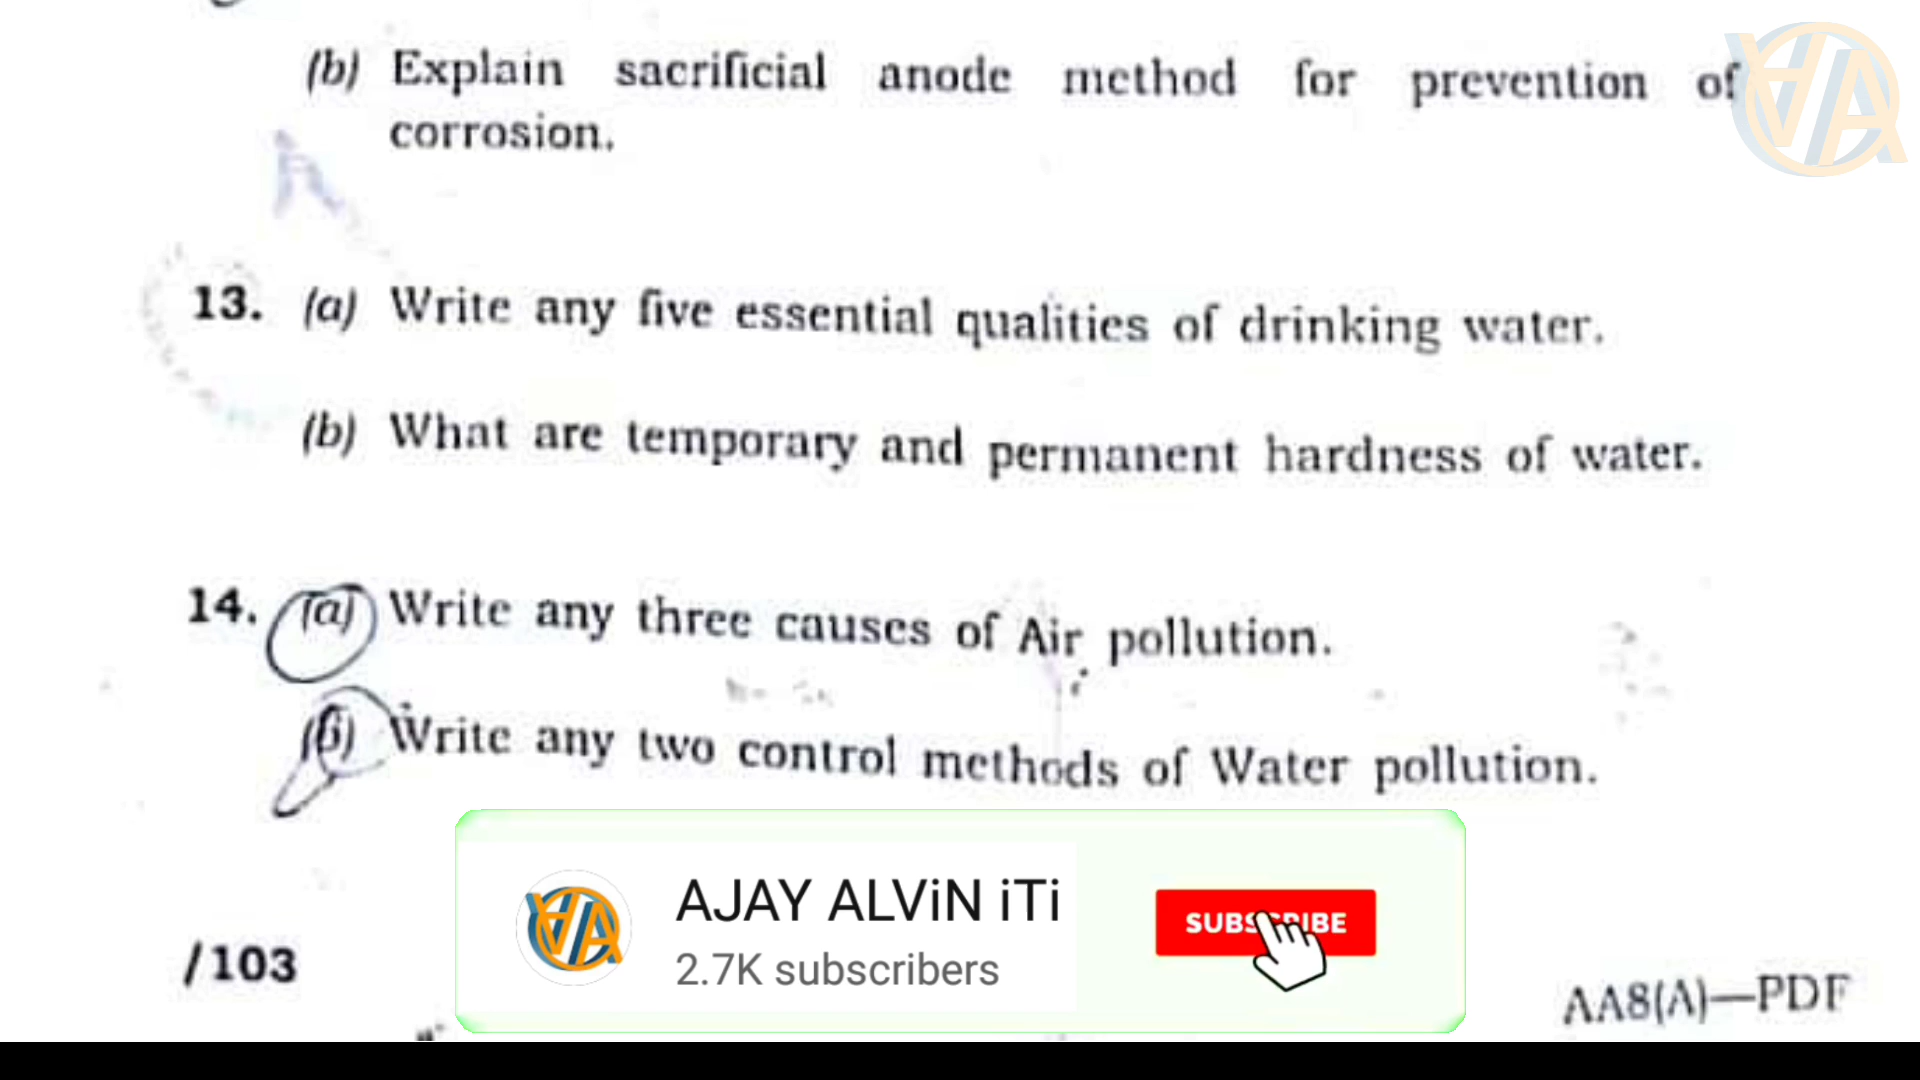 (b) Explain sacrificial anode method for prevention of
corrosion.
13. (a) Write any five essential qualities of drinking water.
(b) What are temporary and permanent hardness of water.
14. (a) Write any three causes of Air pollution.
(b) Write any two control methods of Water pollution.
AJAY ALViN iTi
SUBSCRIBE
2.7K subscribers
/103
AA8(A)—PDF